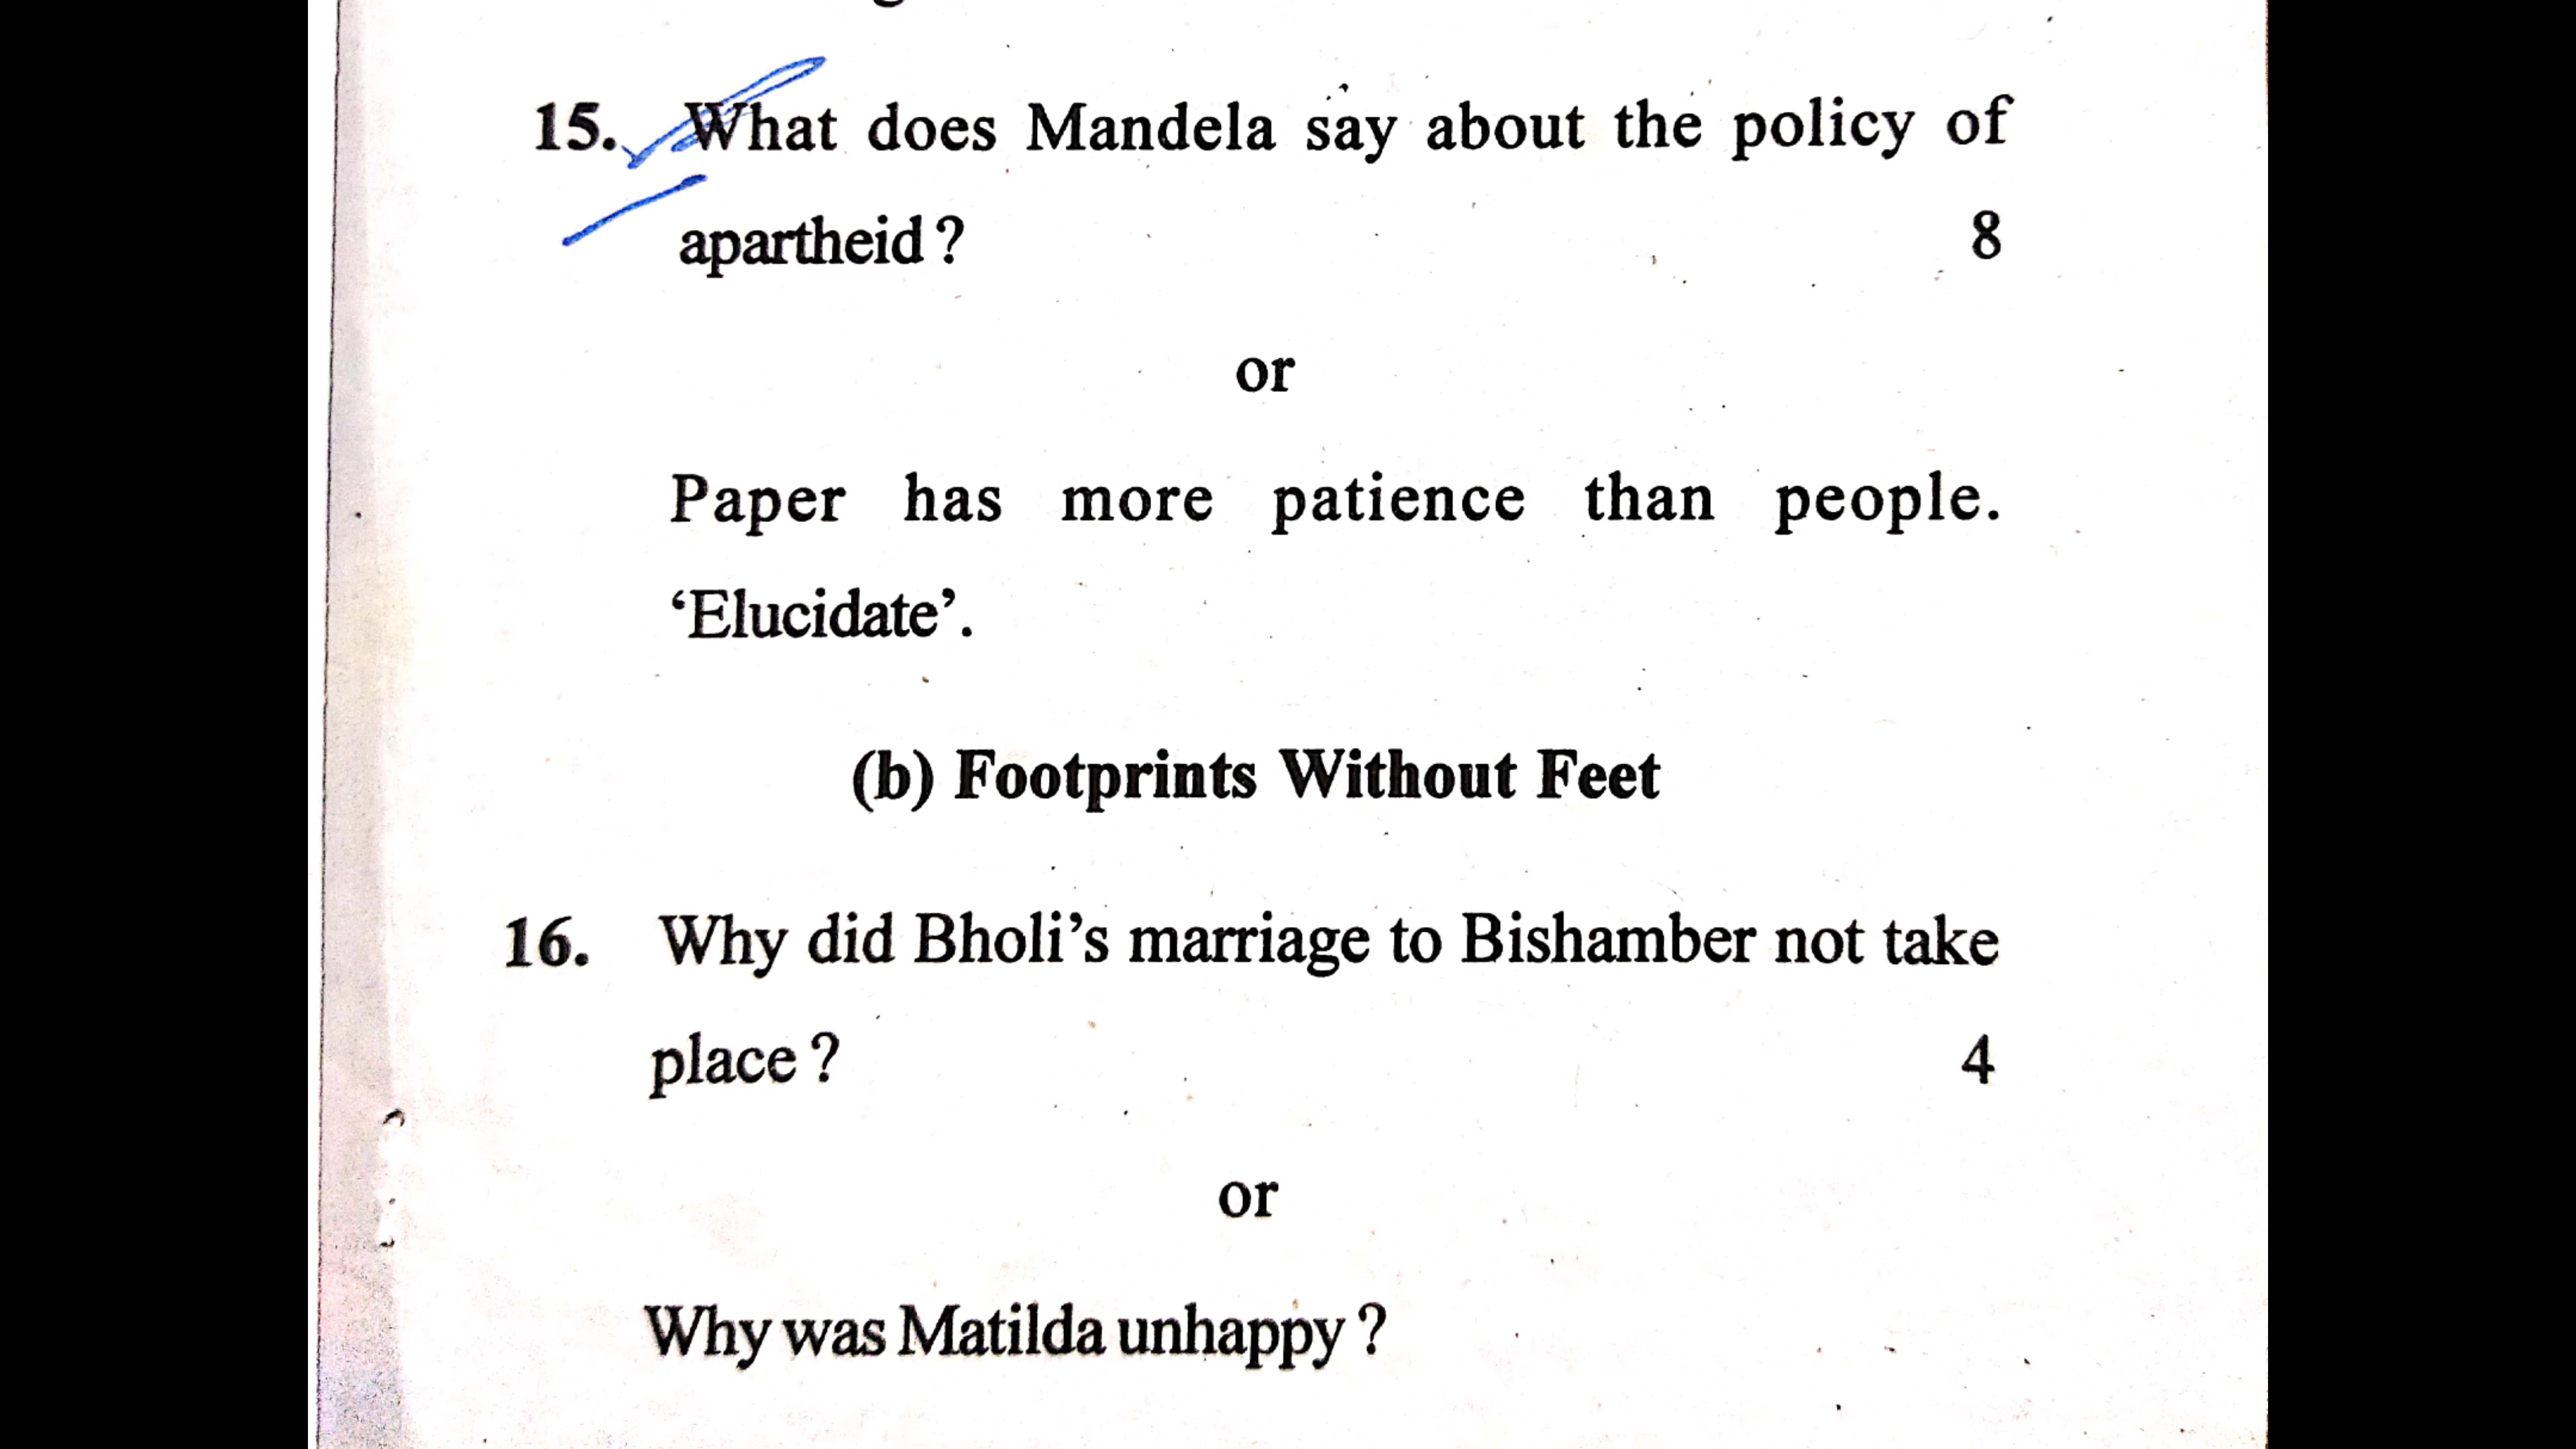 15. What does Mandela say about the policy of
apartheid ? 8
or
Paper has more patience than people.
‘Elucidate’.
(b) Footprints Without Feet
16. Why did Bholi’s marriage to Bishamber not take
place ? 4
or
Why was Matilda unhappy ?